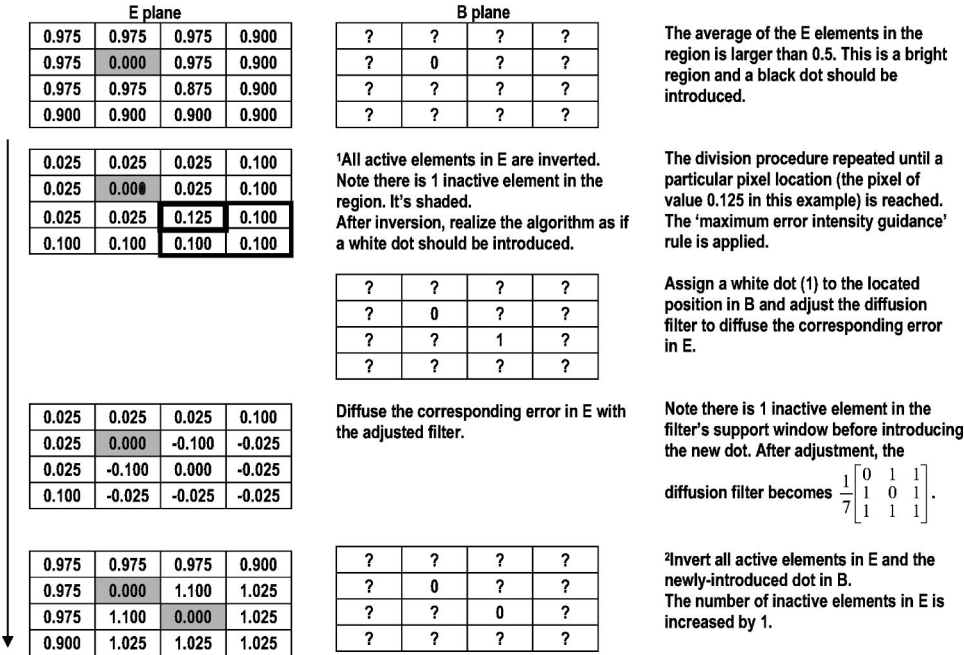 E plane
0.975 0.975 0.975 0.900
0.975 0.000 0.975 0.900
0.975 0.975 0.875 0.900
0.900 0.900 0.900 0.900
B plane
? ? ? ?
? 0 ? ?
? ? ? ?
? ? ? ?
The average of the E elements in the
region is larger than 0.5. This is a bright
region and a black dot should be
introduced.
0.025 0.025 0.025 0.100
0.025 0.000 0.025 0.100
0.025 0.025 0.125 0.100
0.100 0.100 0.100 0.100
¹All active elements in E are inverted.
Note there is 1 inactive element in the
region. It's shaded.
After inversion, realize the algorithm as if
a white dot should be introduced.
The division procedure repeated until a
particular pixel location (the pixel of
value 0.125 in this example) is reached.
The ‘maximum error intensity guidance’
rule is applied.
? ? ? ?
? 0 ? ?
? ? 1 ?
? ? ? ?
Assign a white dot (1) to the located
position in B and adjust the diffusion
filter to diffuse the corresponding error
in E.
0.025 0.025 0.025 0.100
0.025 0.000 -0.100 -0.025
0.025 -0.100 0.000 -0.025
0.100 -0.025 -0.025 -0.025
Diffuse the corresponding error in E with
the adjusted filter.
Note there is 1 inactive element in the
filter's support window before introducing
the new dot. After adjustment, the
diffusion filter becomes 1/7 [0 1 1
1 0 1
1 1 1].
0.975 0.975 0.975 0.900
0.975 0.000 1.100 1.025
0.975 1.100 0.000 1.025
0.900 1.025 1.025 1.025
? ? ? ?
? 0 ? ?
? ? 0 ?
? ? ? ?
²Invert all active elements in E and the
newly-introduced dot in B.
The number of inactive elements in E is
increased by 1.